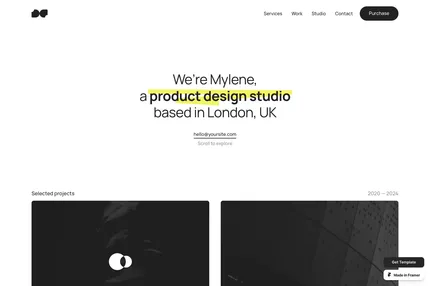 Services Work Studio Contact Purchase
We're Mylene,
a product design studio
based in London, UK
hello@yoursite.com
Scroll to explore
Selected projects 2020 — 2024
Get Template
Made in Framer